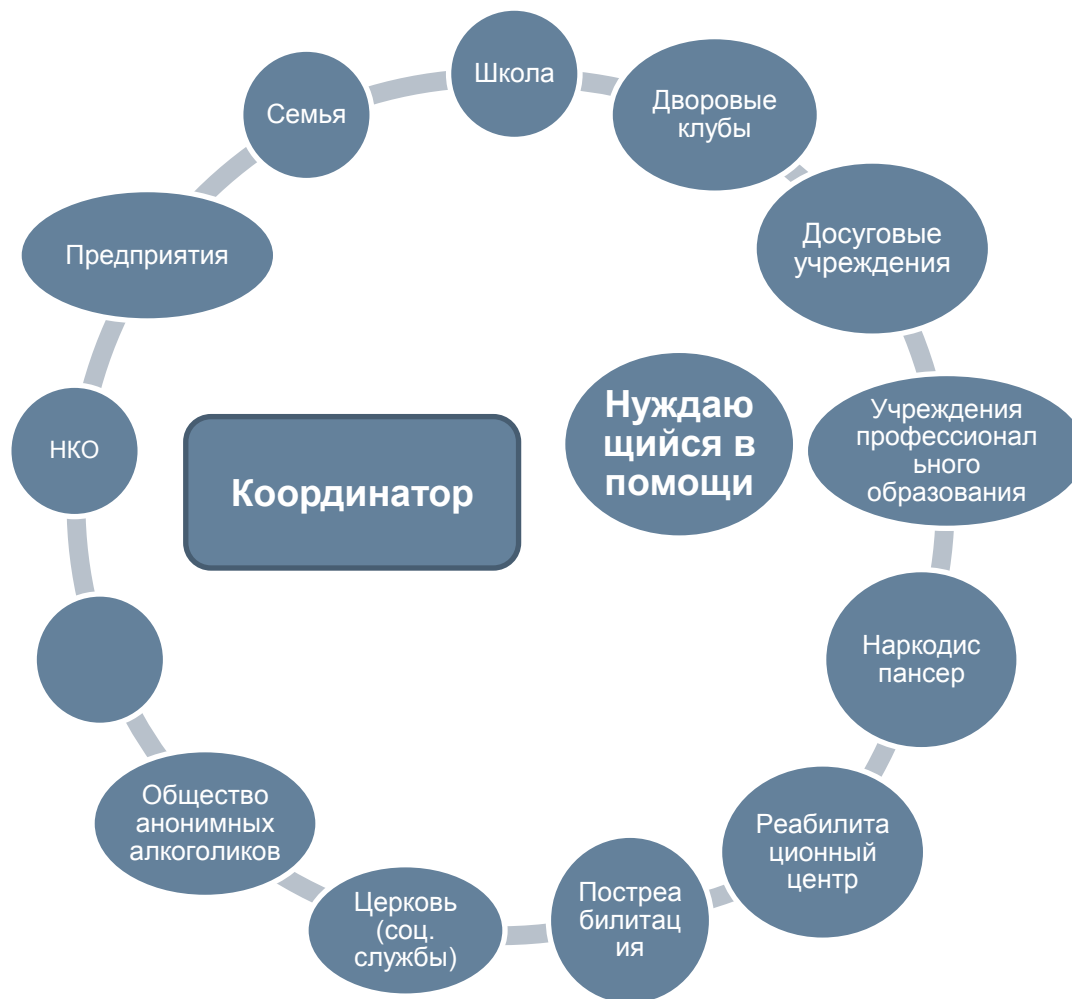 Школа
Дворовые
клубы
Семья
Досуговые
учреждения
Предприятия
Нуждаю
щийся в
помощи
Учреждения
профессионал
ьного
образования
НКО
Координатор
Наркодис
пансер
Общество
анонимных
алкоголиков
Реабилита
ционный
центр
Постреа
билитац
ия
Церковь
(соц.
службы)